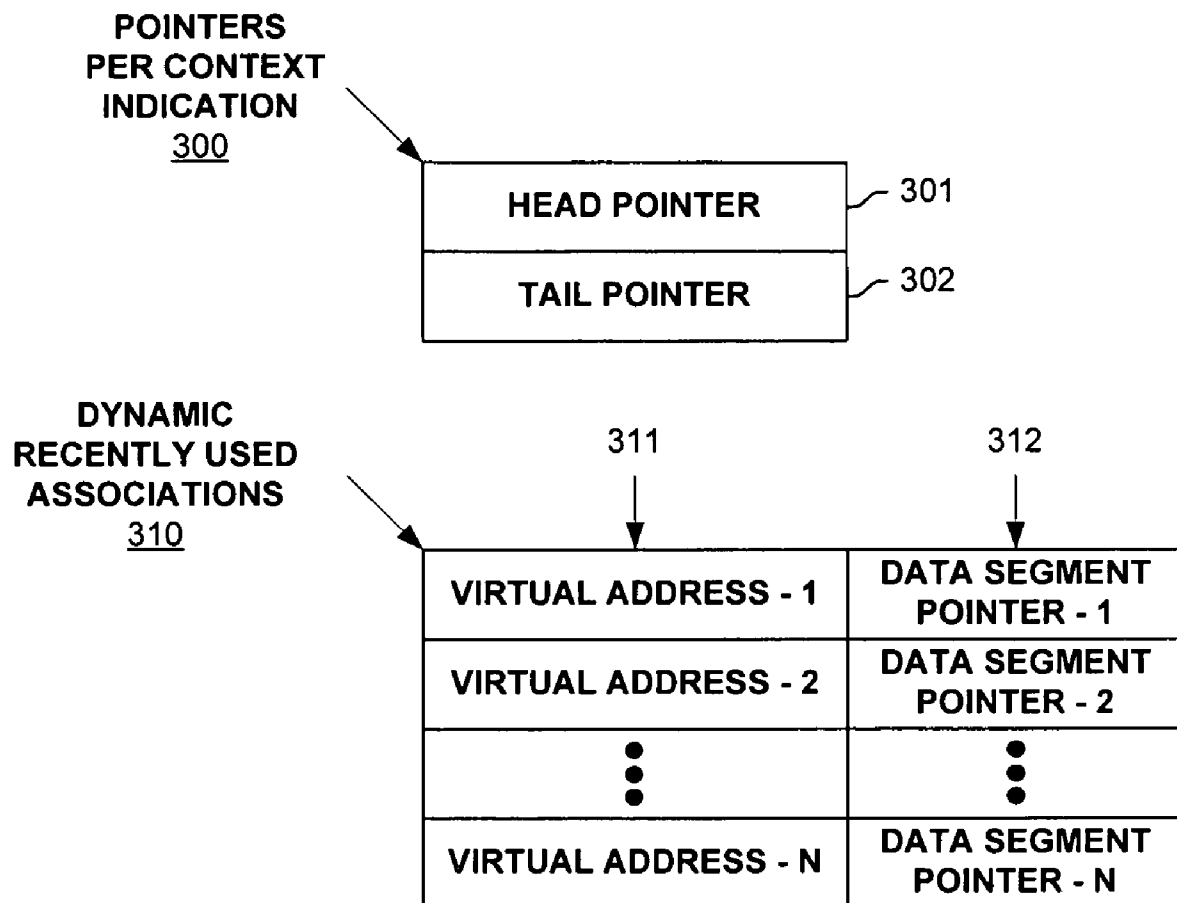 POINTERS
PER CONTEXT
INDICATION
300
HEAD POINTER
301
TAIL POINTER
302
DYNAMIC
RECENTLY USED
ASSOCIATIONS
310
311
312
VIRTUAL ADDRESS - 1
DATA SEGMENT
POINTER - 1
VIRTUAL ADDRESS - 2
DATA SEGMENT
POINTER - 2
VIRTUAL ADDRESS - N
DATA SEGMENT
POINTER - N